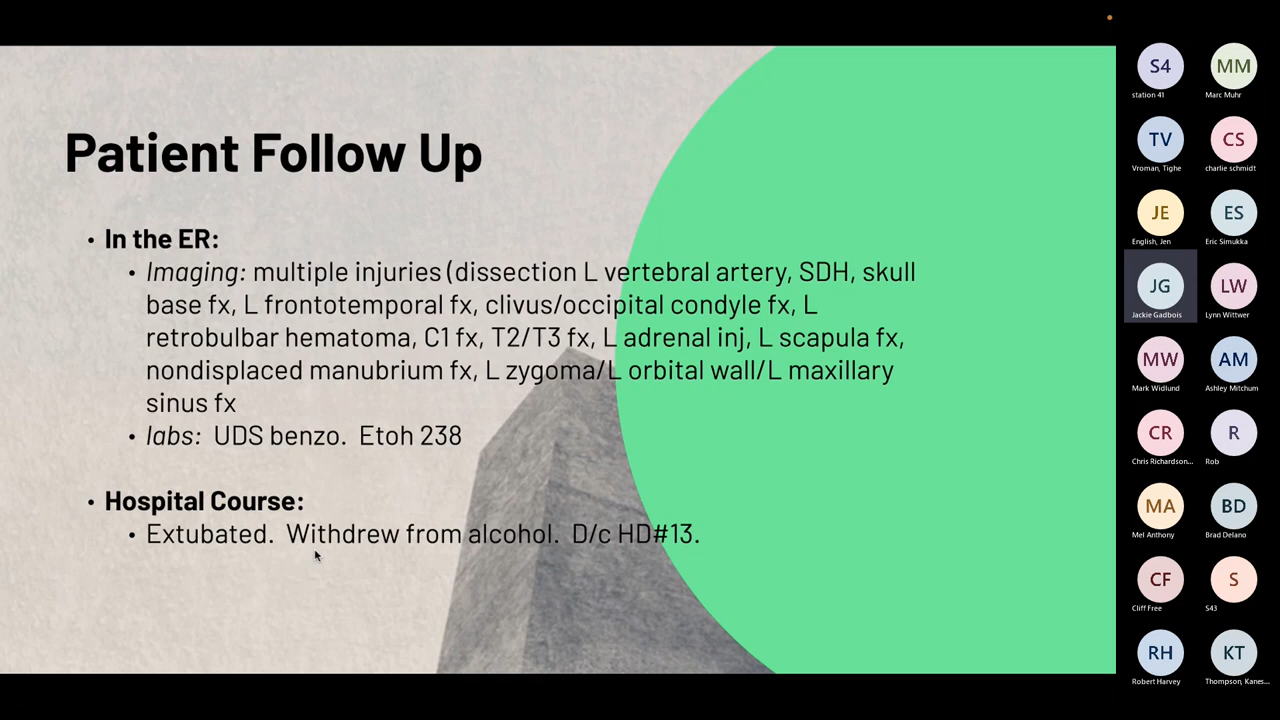 Patient Follow Up
• In the ER:
• Imaging: multiple injuries (dissection L vertebral artery, SDH, skull
base fx, L frontotemporal fx, clivus/occipital condyle fx, L
retrobulbar hematoma, C1 fx, T2/T3 fx, L adrenal inj, L scapula fx,
nondisplaced manubrium fx, L zygoma/L orbital wall/L maxillary
sinus fx
• labs: UDS benzo. Etoh 238
• Hospital Course:
• Extubated. Withdrew from alcohol. D/c HD#13.
S4 MM
station 41 Marc Muhr
TV CS
Vroman, Tighe charlie schmidt
JE ES
English, Jen Eric Simukka
JG LW
Jackie Gadbois Lynn Wittwer
MW AM
Mark Widlund Ashley Mitchum
CR R
Chris Richardson... Rob
MA BD
Mel Anthony Brad Delano
CF S
Cliff Free S43
RH KT
Robert Harvey Thompson, Kanes...